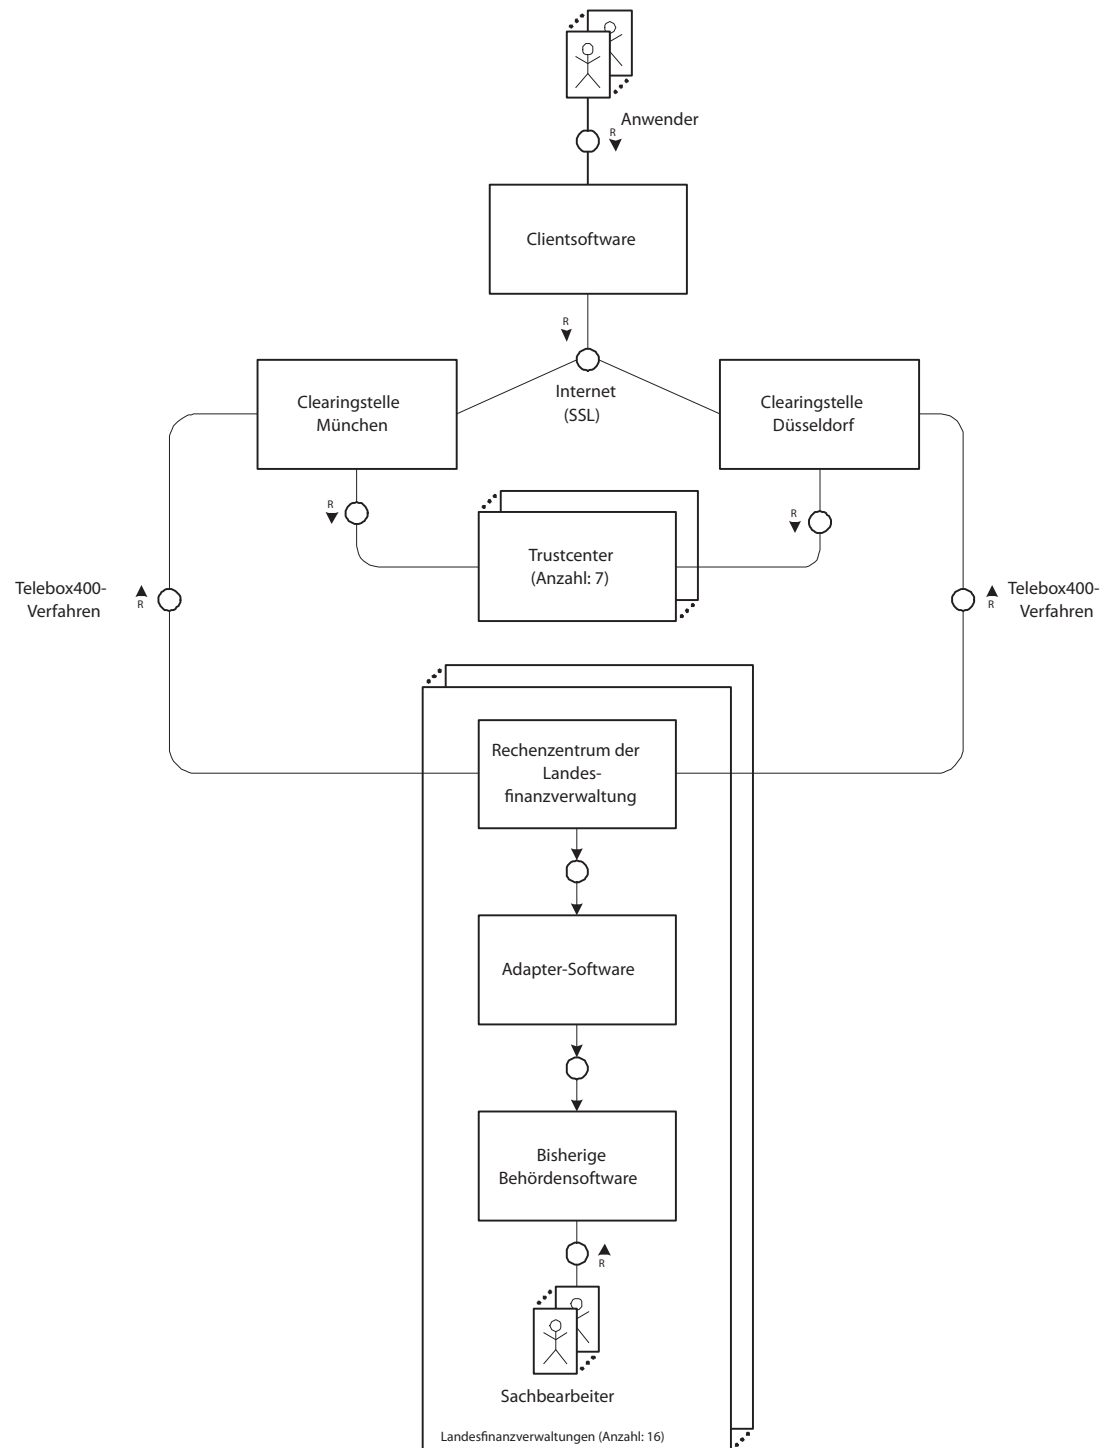 Anwender
R
Clientsoftware
R
Internet
(SSL)
Clearingstelle
München
Clearingstelle
Düsseldorf
R
R
Trustcenter
(Anzahl: 7)
Telebox400-
Verfahren
R
R
Telebox400-
Verfahren
Rechenzentrum der
Landes-
finanzverwaltung
Adapter-Software
Bisherige
Behördensoftware
R
Sachbearbeiter
Landesfinanzverwaltungen (Anzahl: 16)